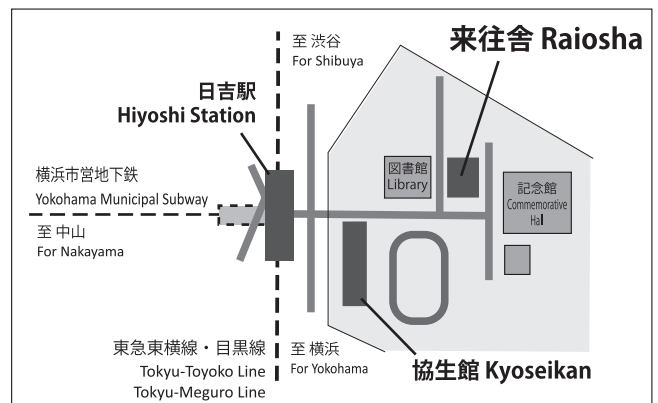 至 渋谷
For Shibuya
来往舎 Raiosha
日吉駅
Hiyoshi Station
図書館
Library
記念館
Commemorative
Hall
横浜市営地下鉄
Yokohama Municipal Subway
至 中山
For Nakayama
東急東横線・目黒線
Tokyu-Toyoko Line
Tokyu-Meguro Line
至 横浜
For Yokohama
協生館 Kyoseikan